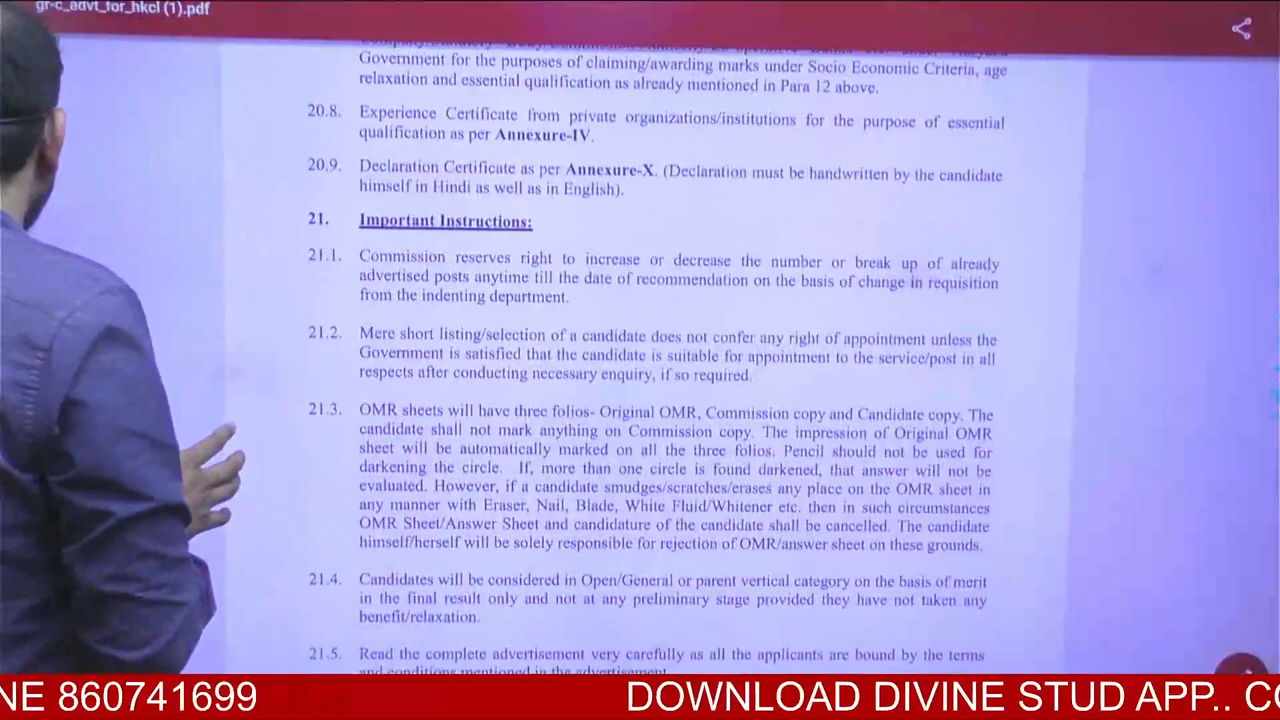 gr-c_advt_for_hkcl (1).pdf
Government for the purposes of claiming/awarding marks under Socio Economic Criteria, age
relaxation and essential qualification as already mentioned in Para 12 above.
20.8. Experience Certificate from private organizations/institutions for the purpose of essential
qualification as per Annexure-IV.
20.9. Declaration Certificate as per Annexure-X. (Declaration must be handwritten by the candidate
himself in Hindi as well as in English).
21. Important Instructions:
21.1. Commission reserves right to increase or decrease the number or break up of already
advertised posts anytime till the date of recommendation on the basis of change in requisition
from the indenting department.
21.2. Mere short listing/selection of a candidate does not confer any right of appointment unless the
Government is satisfied that the candidate is suitable for appointment to the service/post in all
respects after conducting necessary enquiry, if so required.
21.3. OMR sheets will have three folios- Original OMR, Commission copy and Candidate copy. The
candidate shall not mark anything on Commission copy. The impression of Original OMR
sheet will be automatically marked on all the three folios. Pencil should not be used for
darkening the circle. If, more than one circle is found darkened, that answer will not be
evaluated. However, if a candidate smudges/scratches/erases any place on the OMR sheet in
any manner with Eraser, Nail, Blade, White Fluid/Whitener etc. then in such circumstances
OMR Sheet/Answer Sheet and candidature of the candidate shall be cancelled. The candidate
himself/herself will be solely responsible for rejection of OMR/answer sheet on these grounds.
21.4. Candidates will be considered in Open/General or parent vertical category on the basis of merit
in the final result only and not at any preliminary stage provided they have not taken any
benefit/relaxation.
21.5. Read the complete advertisement very carefully as all the applicants are bound by the terms
and conditions mentioned in the advertisement.
NE 860741699 DOWNLOAD DIVINE STUD APP.. CO